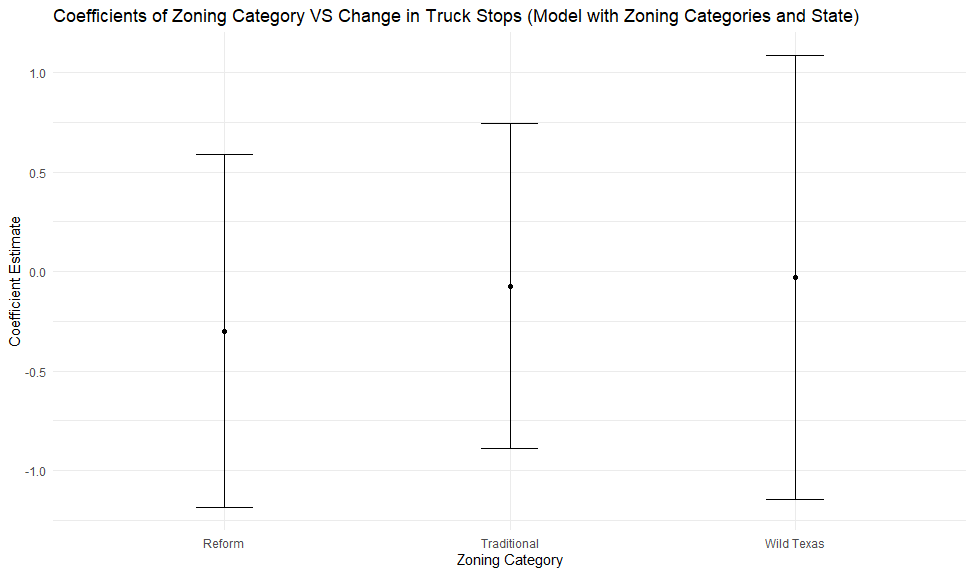 Coefficients of Zoning Category VS Change in Truck Stops (Model with Zoning Categories and State)
Coefficient Estimate
1.0
0.5
0.0
-0.5
-1.0
Reform Traditional Wild Texas
Zoning Category